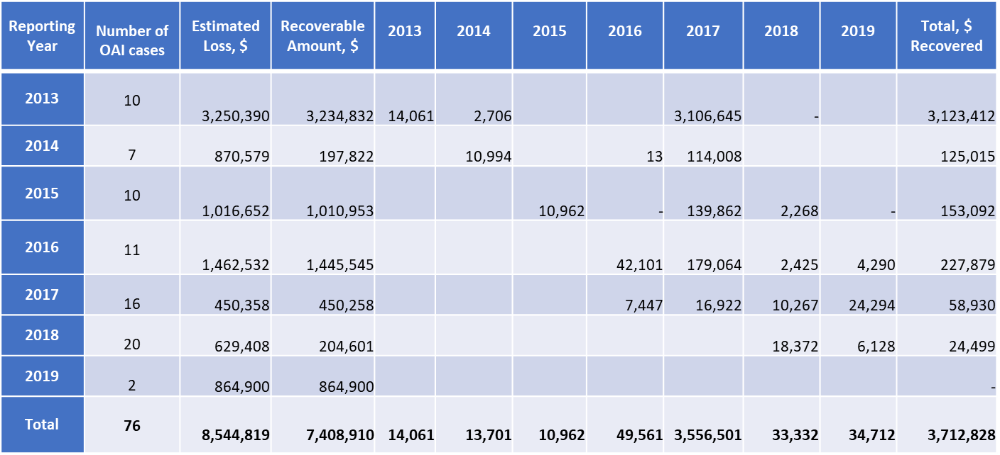 Reporting Year Number of OAI cases Estimated Loss, $ Recoverable Amount, $ 2013 2014 2015 2016 2017 2018 2019 Total, $ Recovered
2013 10 3,250,390 3,234,832 14,061 2,706 3,106,645 - 3,123,412
2014 7 870,579 197,822 10,994 13 114,008 125,015
2015 10 1,016,652 1,010,953 10,962 - 139,862 2,268 - 153,092
2016 11 1,462,532 1,445,545 42,101 179,064 2,425 4,290 227,879
2017 16 450,358 450,258 7,447 16,922 10,267 24,294 58,930
2018 20 629,408 204,601 18,372 6,128 24,499
2019 2 864,900 864,900 -
Total 76 8,544,819 7,408,910 14,061 13,701 10,962 49,561 3,556,501 33,332 34,712 3,712,828